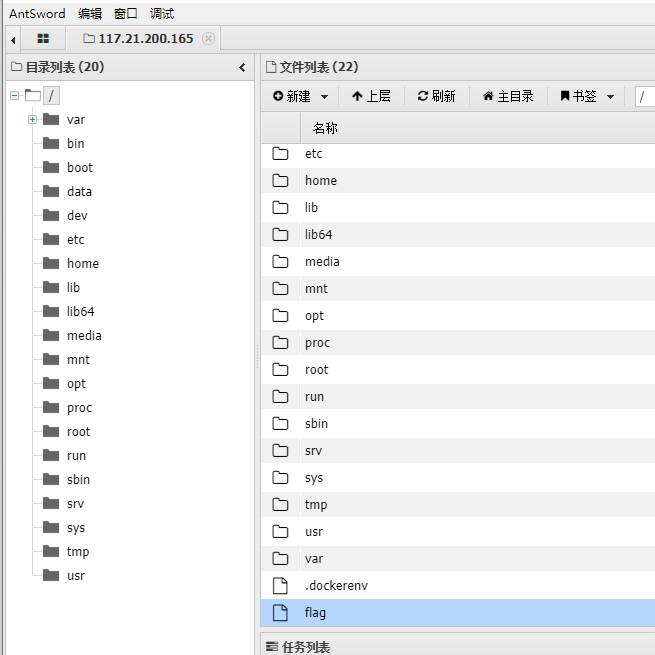 AntSword 编辑 窗口 调试
117.21.200.165
目录列表 (20)
/
var
bin
boot
data
dev
etc
home
lib
lib64
media
mnt
opt
proc
root
run
sbin
srv
sys
tmp
usr
文件列表 (22)
新建 上层 刷新 主目录 书签 /
名称
etc
home
lib
lib64
media
mnt
opt
proc
root
run
sbin
srv
sys
tmp
usr
var
.dockerenv
flag
任务列表